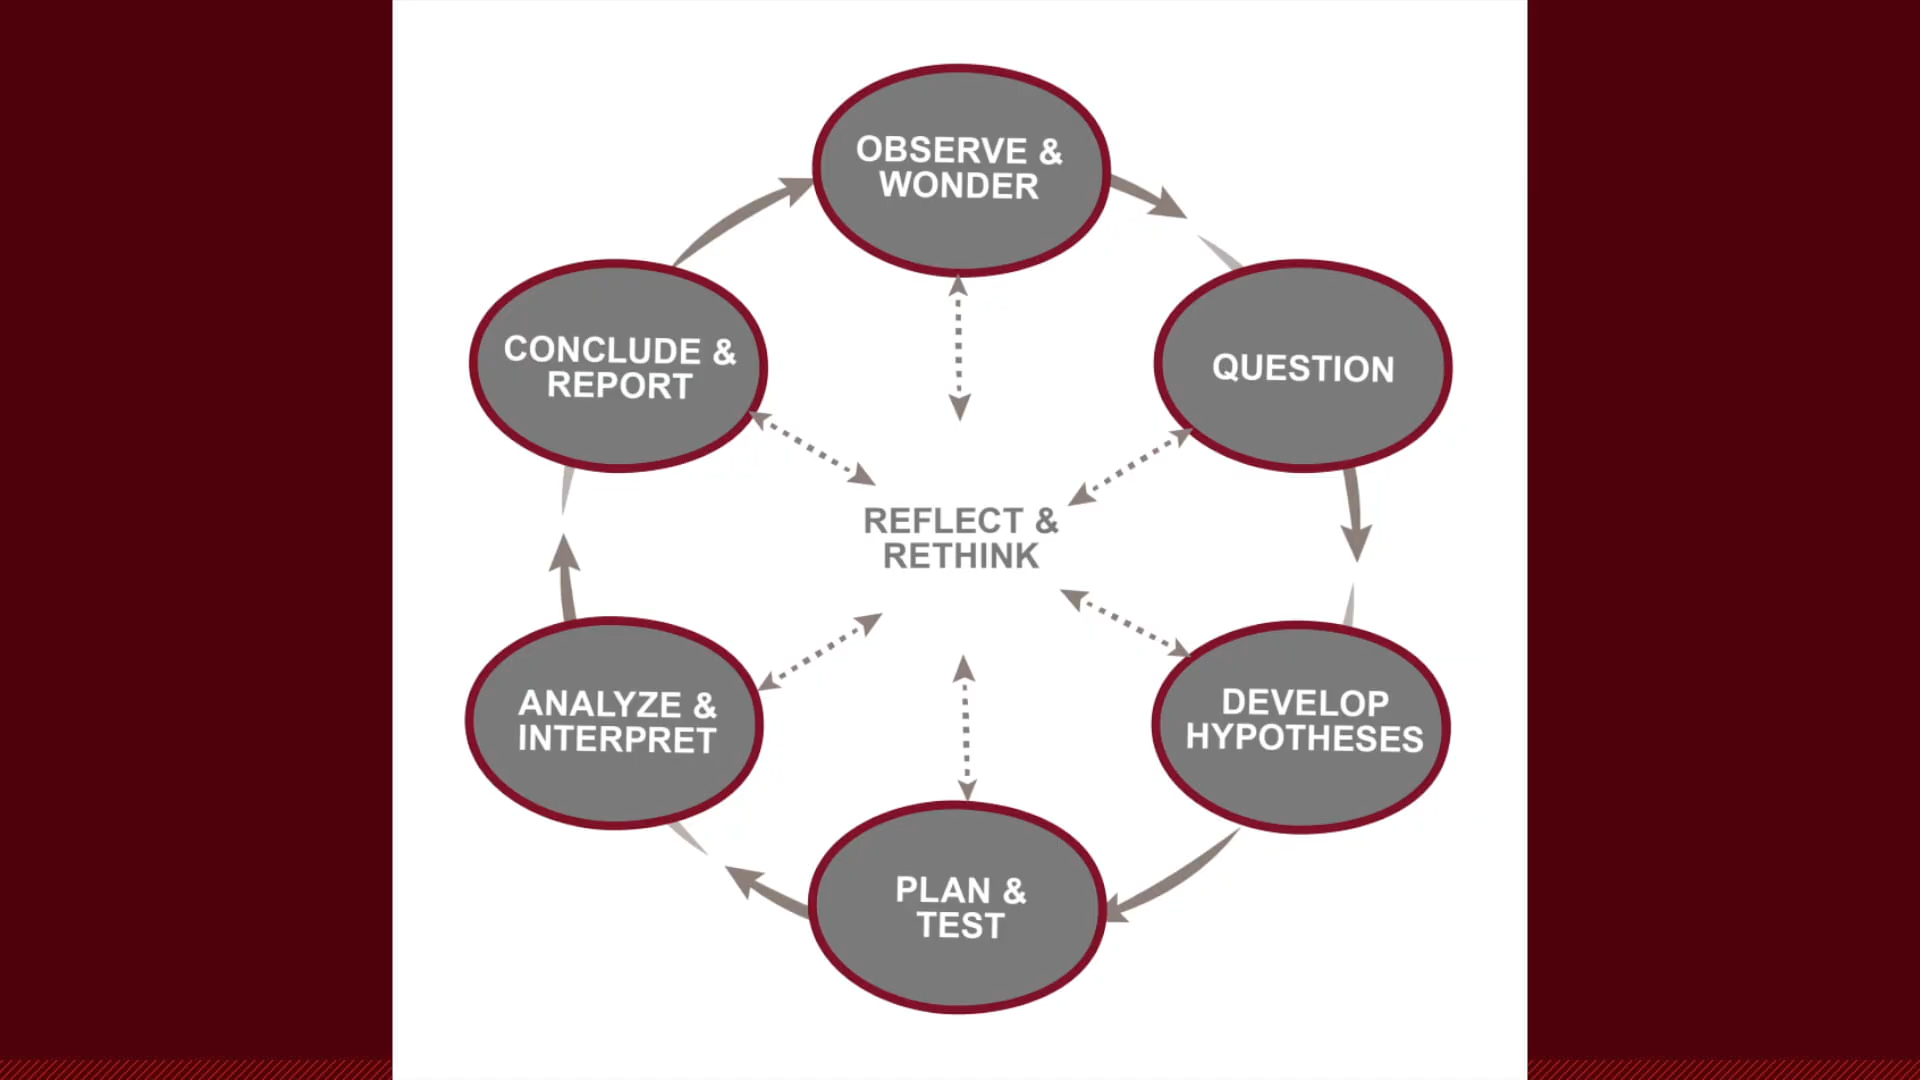 OBSERVE &
WONDER
QUESTION
DEVELOP
HYPOTHESES
PLAN &
TEST
ANALYZE &
INTERPRET
CONCLUDE &
REPORT
REFLECT &
RETHINK